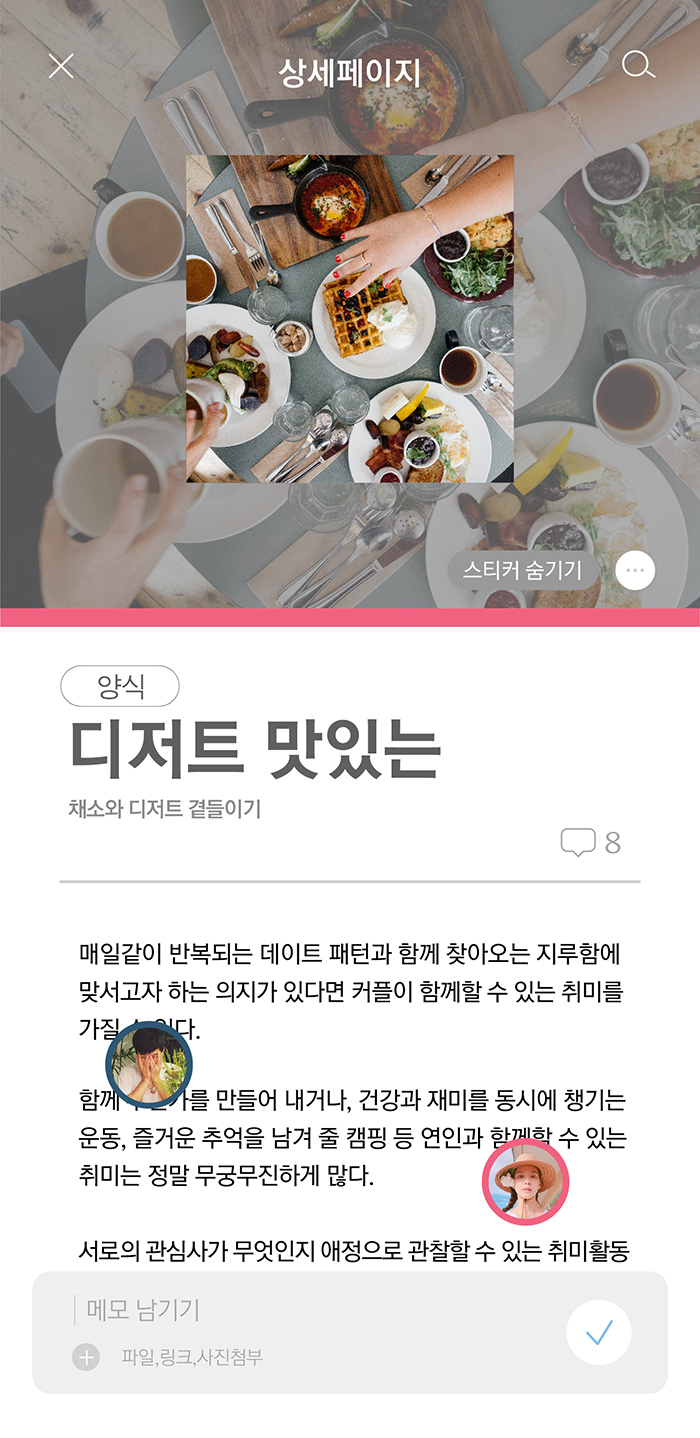 상세페이지
스티커 숨기기
양식
디저트 맛있는
채소와 디저트 곁들이기
8
매일같이 반복되는 데이트 패턴과 함께 찾아오는 지루함에
맞서고자 하는 의지가 있다면 커플이 함께할 수 있는 취미를
가질 있다.
함께 만들어 내거나, 건강과 재미를 동시에 챙기는
운동, 즐거운 추억을 남겨 줄 캠핑 등 연인과 함께할 수 있는
취미는 정말 무궁무진하게 많다.
서로의 관심사가 무엇인지 애정으로 관찰할 수 있는 취미활동
메모 남기기
파일,링크,사진첨부